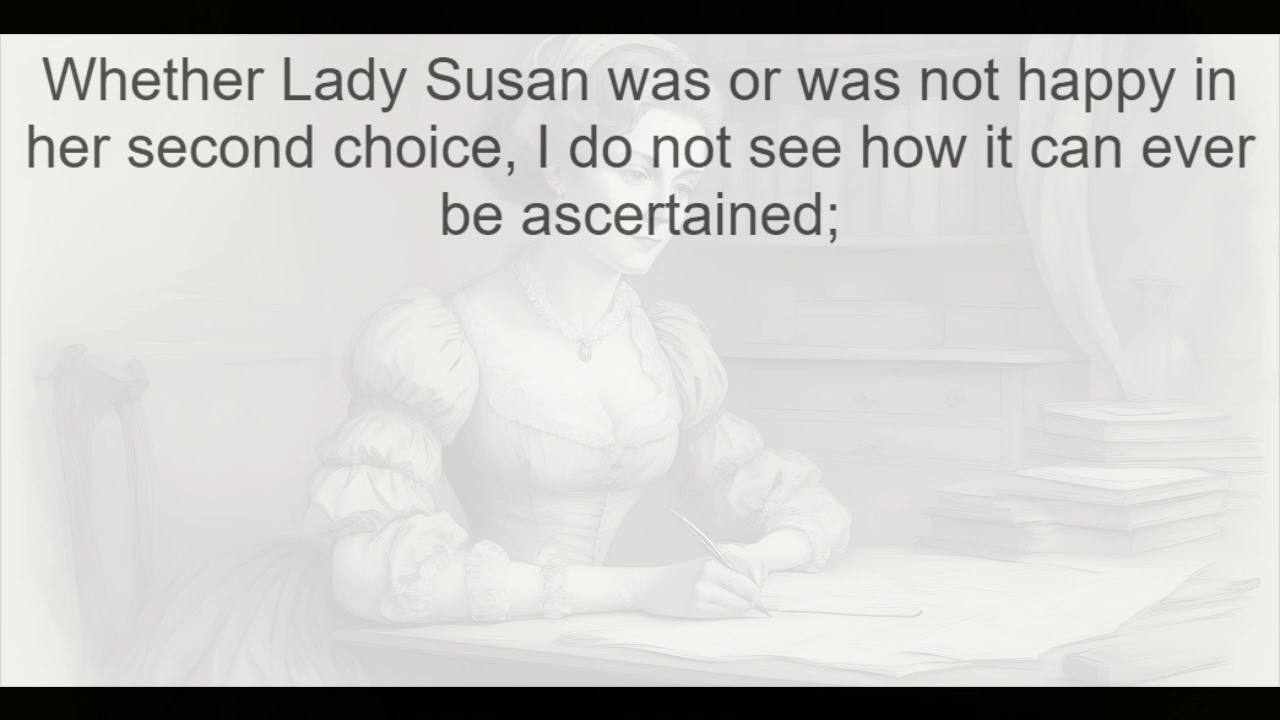 Whether Lady Susan was or was not happy in
her second choice, I do not see how it can ever
be ascertained;